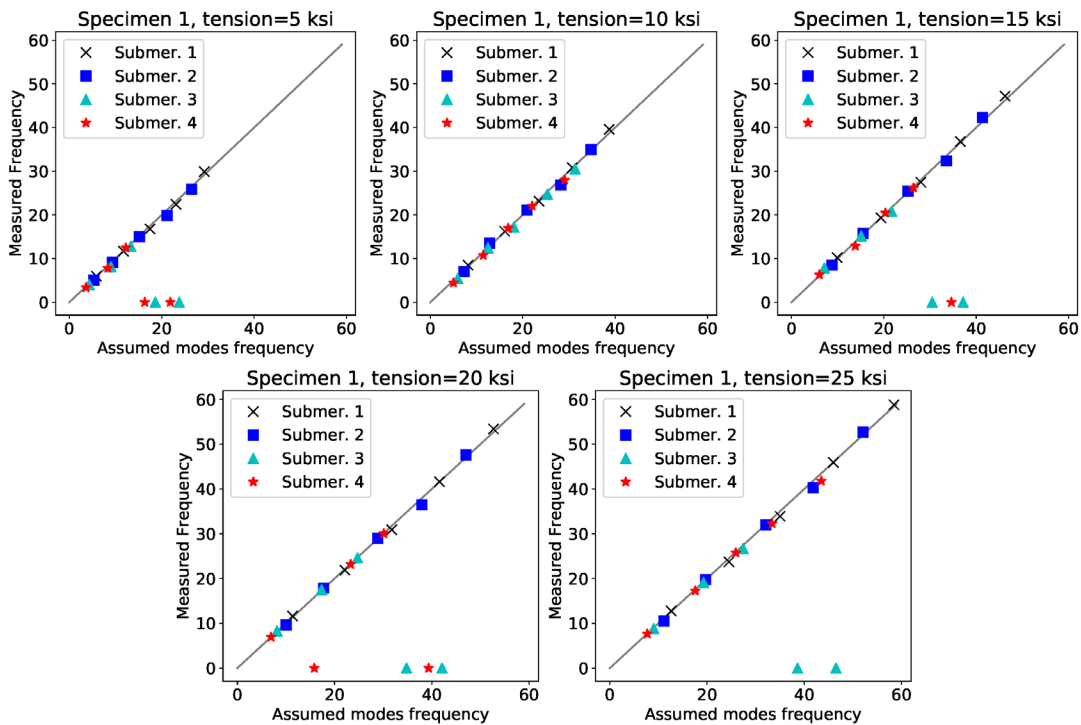 Specimen 1, tension=5 ksi
60
50
40
30
20
10
0
Measured Frequency
Submer. 1
Submer. 2
Submer. 3
Submer. 4
0 20 40 60
Assumed modes frequency
Specimen 1, tension=10 ksi
60
50
40
30
20
10
0
Measured Frequency
Submer. 1
Submer. 2
Submer. 3
Submer. 4
0 20 40 60
Assumed modes frequency
Specimen 1, tension=15 ksi
60
50
40
30
20
10
0
Measured Frequency
Submer. 1
Submer. 2
Submer. 3
Submer. 4
0 20 40 60
Assumed modes frequency
Specimen 1, tension=20 ksi
60
50
40
30
20
10
0
Measured Frequency
Submer. 1
Submer. 2
Submer. 3
Submer. 4
0 20 40 60
Assumed modes frequency
Specimen 1, tension=25 ksi
60
50
40
30
20
10
0
Measured Frequency
Submer. 1
Submer. 2
Submer. 3
Submer. 4
0 20 40 60
Assumed modes frequency